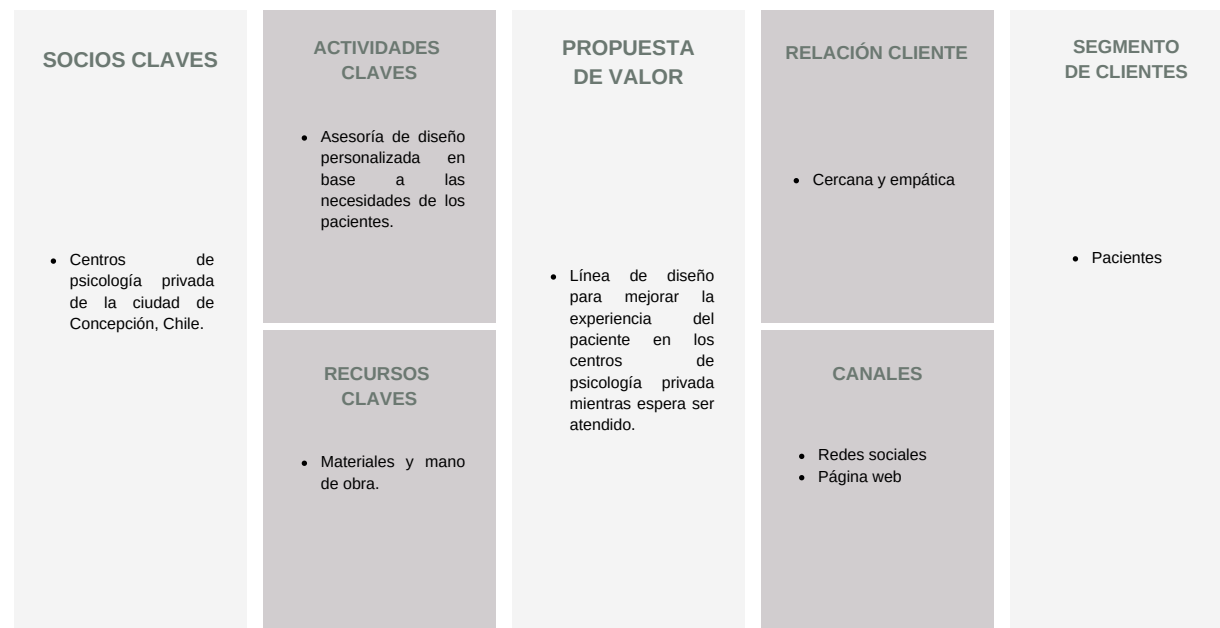 SOCIOS CLAVES
• Centros de
psicología privada
de la ciudad de
Concepción, Chile.
ACTIVIDADES
CLAVES
• Asesoría de diseño
personalizada en
base a las
necesidades de los
pacientes.
RECURSOS
CLAVES
• Materiales y mano
de obra.
PROPUESTA
DE VALOR
• Línea de diseño
para mejorar la
experiencia del
paciente en los
centros de
psicología privada
mientras espera ser
atendido.
RELACIÓN CLIENTE
• Cercana y empática
CANALES
• Redes sociales
• Página web
SEGMENTO
DE CLIENTES
• Pacientes